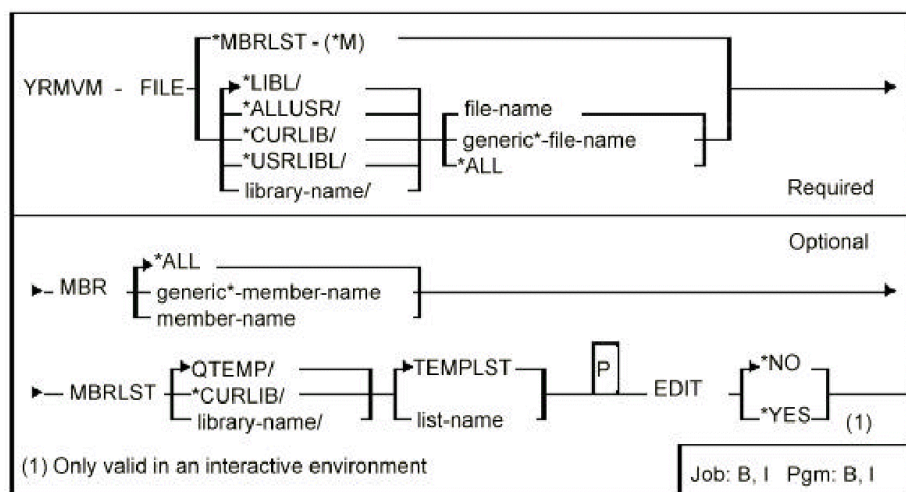 *MBRLST - (*M)
YRMVM - FILE
*LIBL/
*ALLUSR/
*CURLIB/
*USRLIBL/
library-name/
file-name
generic*-file-name
*ALL
Required
Optional
MBR
*ALL
generic*-member-name
member-name
MBRLST
QTEMP/
*CURLIB/
library-name/
TEMPLST
list-name
P
EDIT
*NO
*YES
(1)
(1) Only valid in an interactive environment
Job: B, I Pgm: B, I